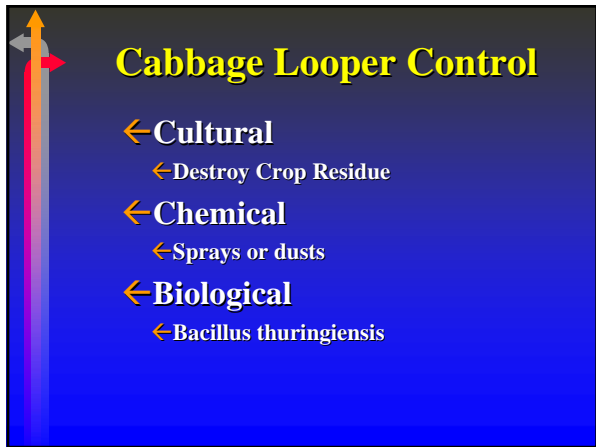 Cabbage Looper Control
←Cultural
←Destroy Crop Residue
←Chemical
←Sprays or dusts
←Biological
←Bacillus thuringiensis